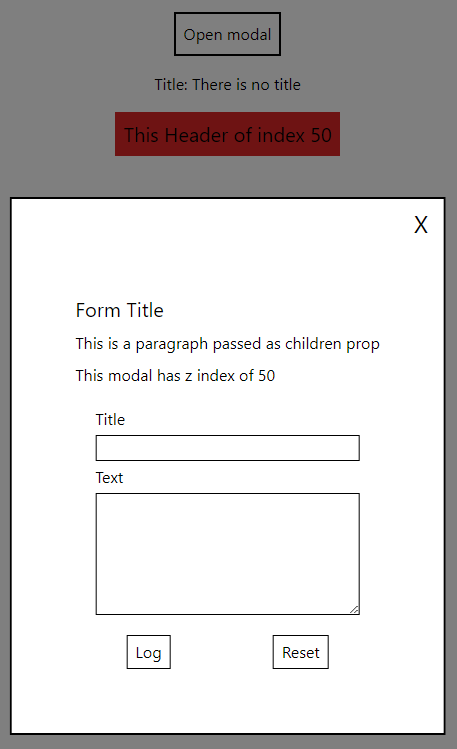 Open modal
Title: There is no title
This Header of index 50
X
Form Title
This is a paragraph passed as children prop
This modal has z index of 50
Title
Text
Log
Reset